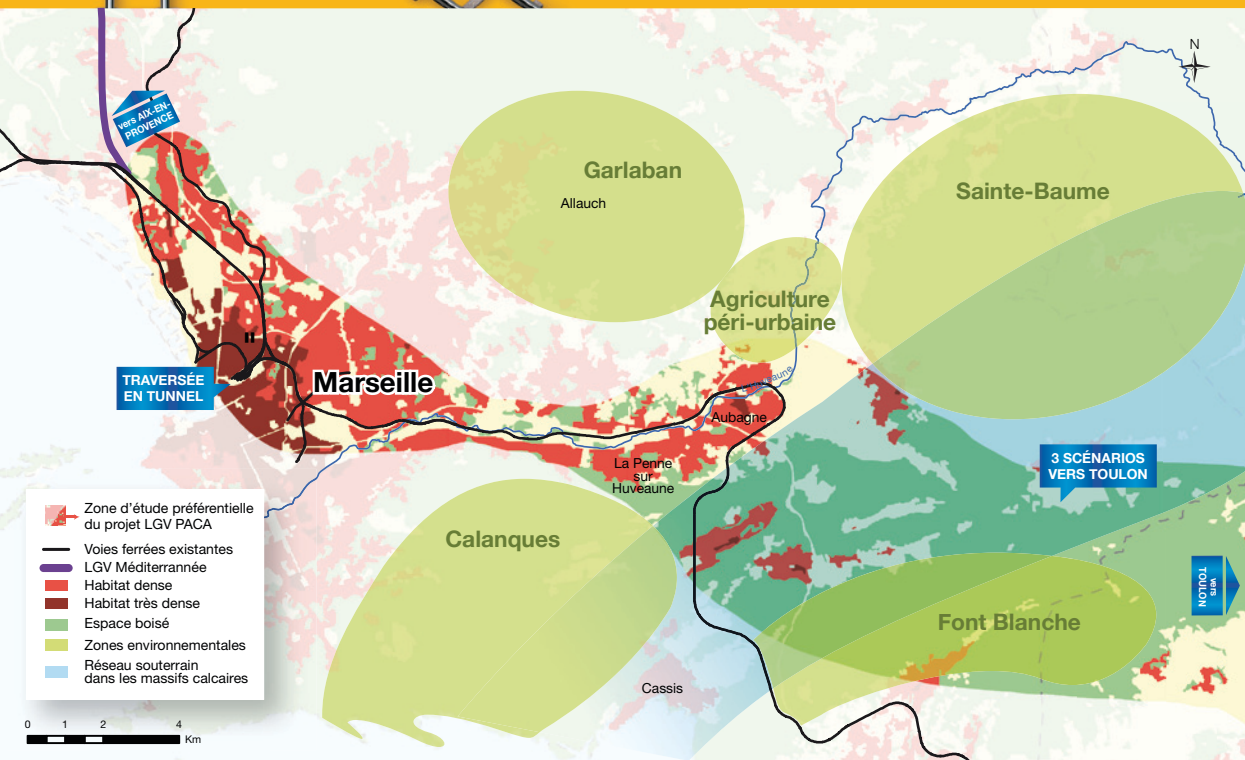 N
vers AIX-EN-
PROVENCE
Garlaban
Allauch
Sainte-Baume
Agriculture
péri-urbaine
TRAVERSÉE
EN TUNNEL
Marseille
Aubagne
La Penne
sur
Huveaune
3 SCÉNARIOS
VERS TOULON
Calanques
vers
TOULON
Font Blanche
Cassis
Zone d'étude préférentielle
du projet LGV PACA
Voies ferrées existantes
LGV Méditerrannée
Habitat dense
Habitat très dense
Espace boisé
Zones environnementales
Réseau souterrain
dans les massifs calcaires
0 1 2 4
Km